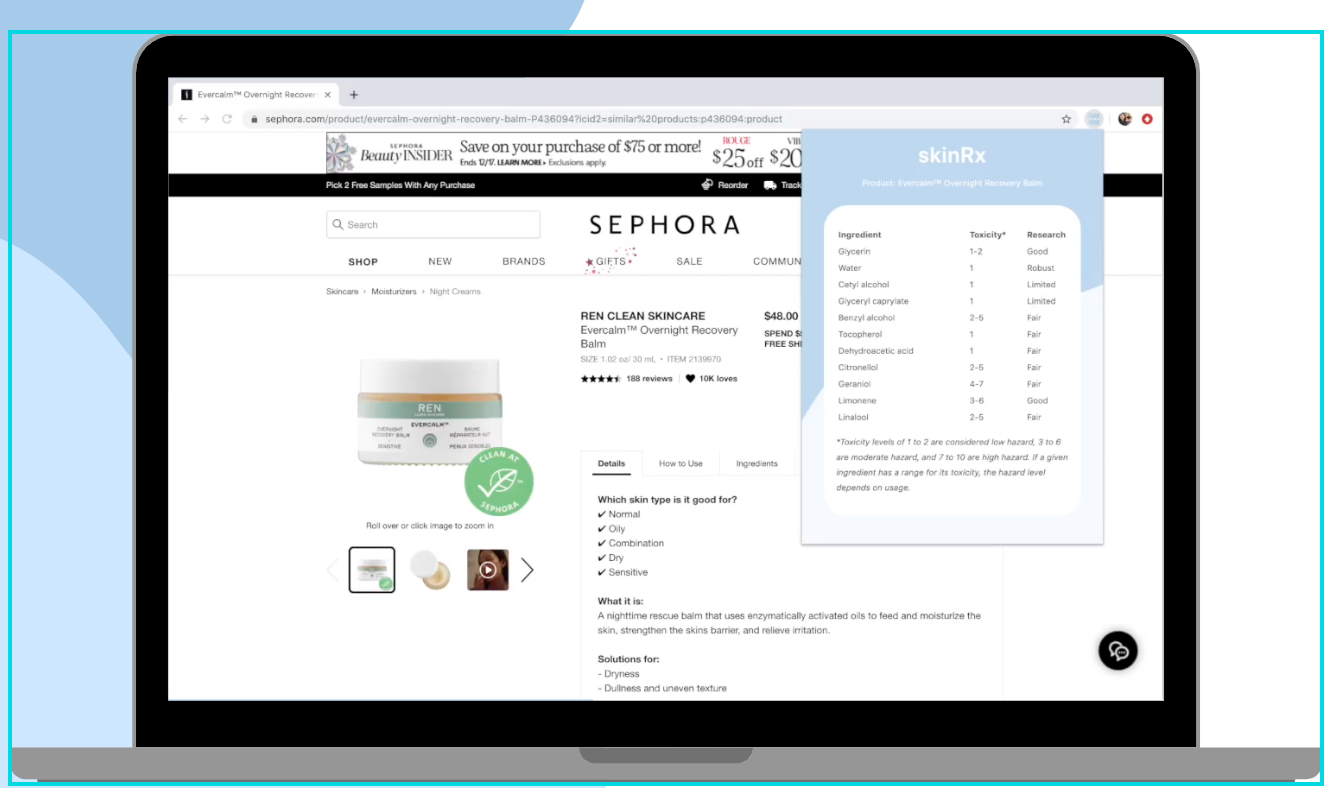 Evercalm™ Overnight Recover
sephora.com/product/evercalm-overnight-recovery-balm-P436094?icid2=similar%20products:p436094:product
SEPHORA
Beauty INSIDER
Save on your purchase of $75 or more!
Ends 12/17. LEARN MORE▸ Exclusions apply.
ROUGE
$25 off
VIB
$20
Pick 2 Free Samples With Any Purchase
Reorder
Track
Search
SEPHORA
SHOP
NEW
BRANDS
GIFTS
SALE
COMMUN
Skincare › Moisturizers › Night Creams
REN CLEAN SKINCARE
Evercalm™ Overnight Recovery
Balm
SIZE 1.02 oz/ 30 mL • ITEM 2139970
188 reviews
10K loves
$48.00
SPEND $
FREE SHI
REN
CLEAN SKINCARE
EVERCALM™
OVERNIGHT
RECOVERY BALM
SENSITIVE
BAUME
RÉPARATEUR NUIT
PEAUX SENSIBLES
CLEAN AT
SEPHORA
Roll over or click image to zoom in
Details
How to Use
Ingredients
Which skin type is it good for?
✔ Normal
✔ Oily
✔ Combination
✔ Dry
✔ Sensitive
What it is:
A nighttime rescue balm that uses enzymatically activated oils to feed and moisturize the
skin, strengthen the skins barrier, and relieve irritation.
Solutions for:
- Dryness
- Dullness and uneven texture
skinRx
Product: Evercalm™ Overnight Recovery Balm
Ingredient Toxicity* Research
Glycerin 1-2 Good
Water 1 Robust
Cetyl alcohol 1 Limited
Glyceryl caprylate 1 Limited
Benzyl alcohol 2-5 Fair
Tocopherol 1 Fair
Dehydroacetic acid 1 Fair
Citronellol 2-5 Fair
Geraniol 4-7 Fair
Limonene 3-6 Good
Linalool 2-5 Fair
*Toxicity levels of 1 to 2 are considered low hazard, 3 to 6
are moderate hazard, and 7 to 10 are high hazard. If a given
ingredient has a range for its toxicity, the hazard level
depends on usage.